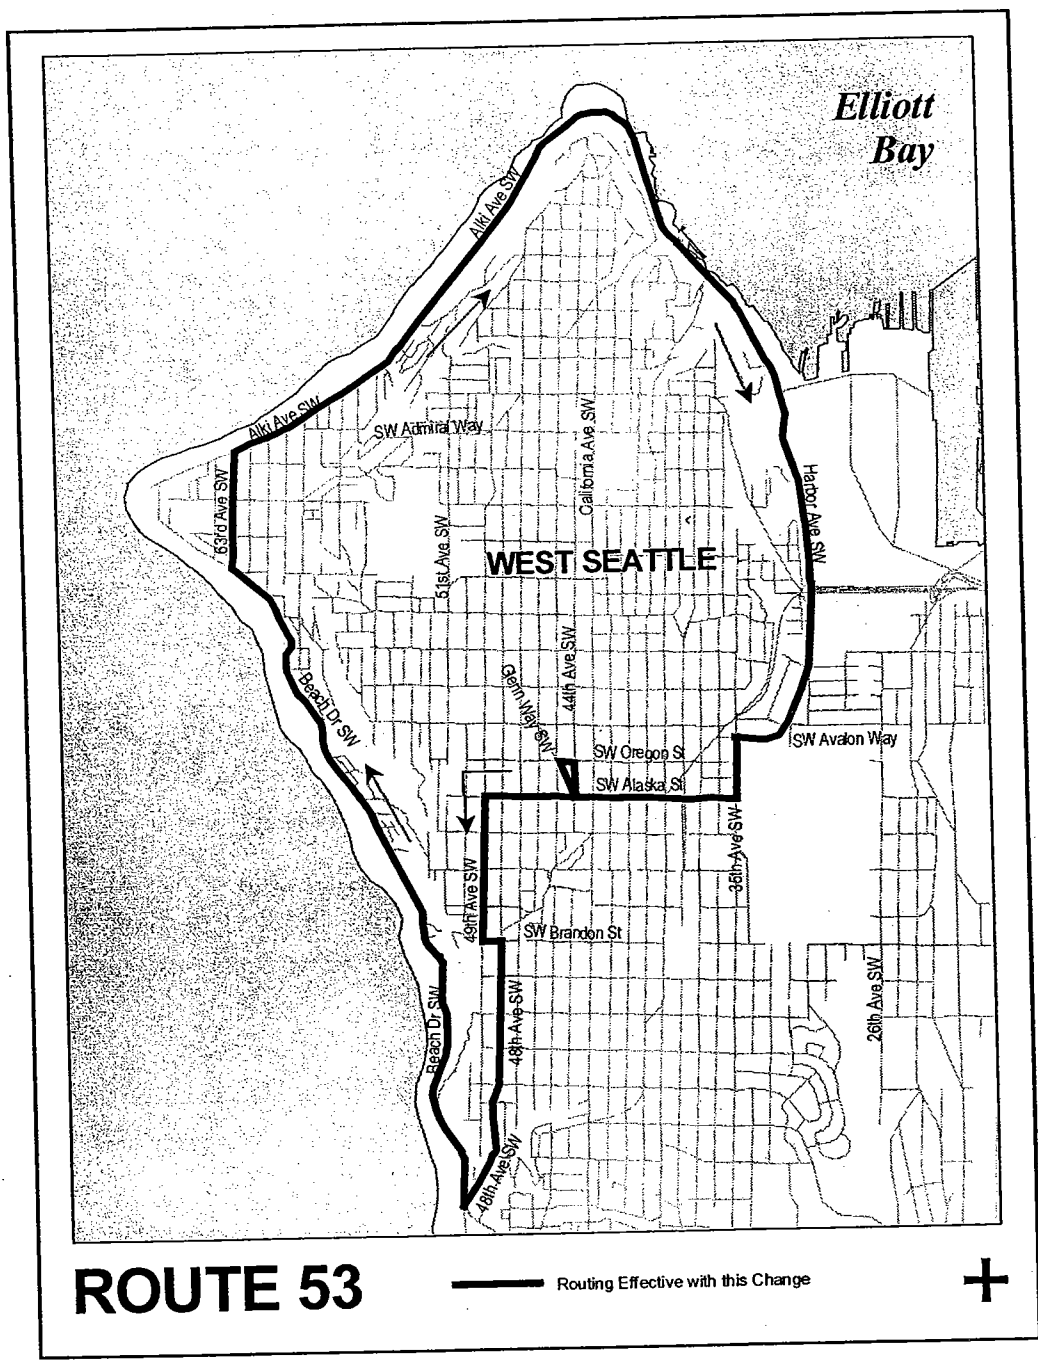 Elliott
Bay
Alki Ave SW
Alki Ave SW
SW Admiral Way
California Ave SW
63rd Ave SW
Harbor Ave SW
51st Ave SW
WEST SEATTLE
44th Ave SW
Glenn Way SW
Beach Dr SW
SW Oregon St
SW Avalon Way
SW Alaska St
35th Ave SW
49th Ave SW
SW Brandon St
Beach Dr SW
48th Ave SW
26th Ave SW
48th Ave SW
ROUTE 53
Routing Effective with this Change